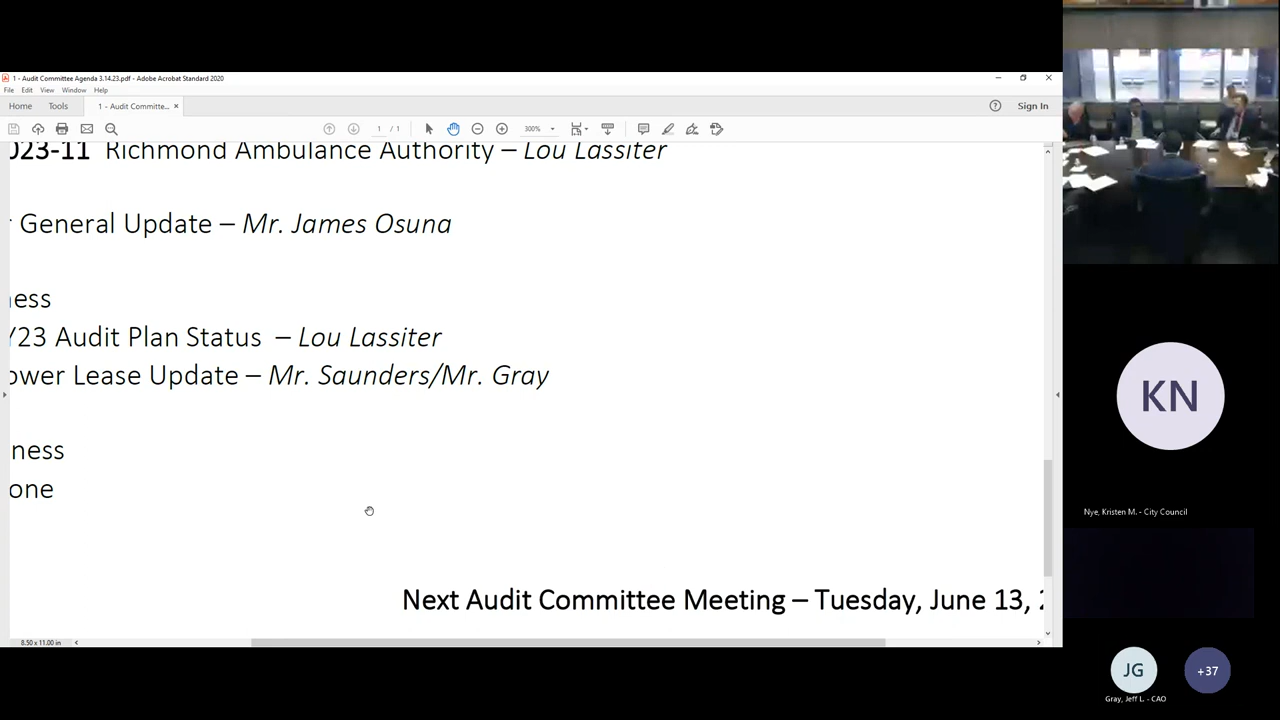 1 - Audit Committee Agenda 3.14.23.pdf - Adobe Acrobat Standard 2020
File Edit View Window Help
Home Tools 1 - Audit Committe... × Sign In
1 / 1 300%
023-11 Richmond Ambulance Authority – Lou Lassiter
r General Update – Mr. James Osuna
ness
Y23 Audit Plan Status – Lou Lassiter
ower Lease Update – Mr. Saunders/Mr. Gray
ness
one
Next Audit Committee Meeting – Tuesday, June 13, 2
8.50 x 11.00 in
KN
Nye, Kristen M. - City Council
JG
+37
Gray, Jeff L. - CAO